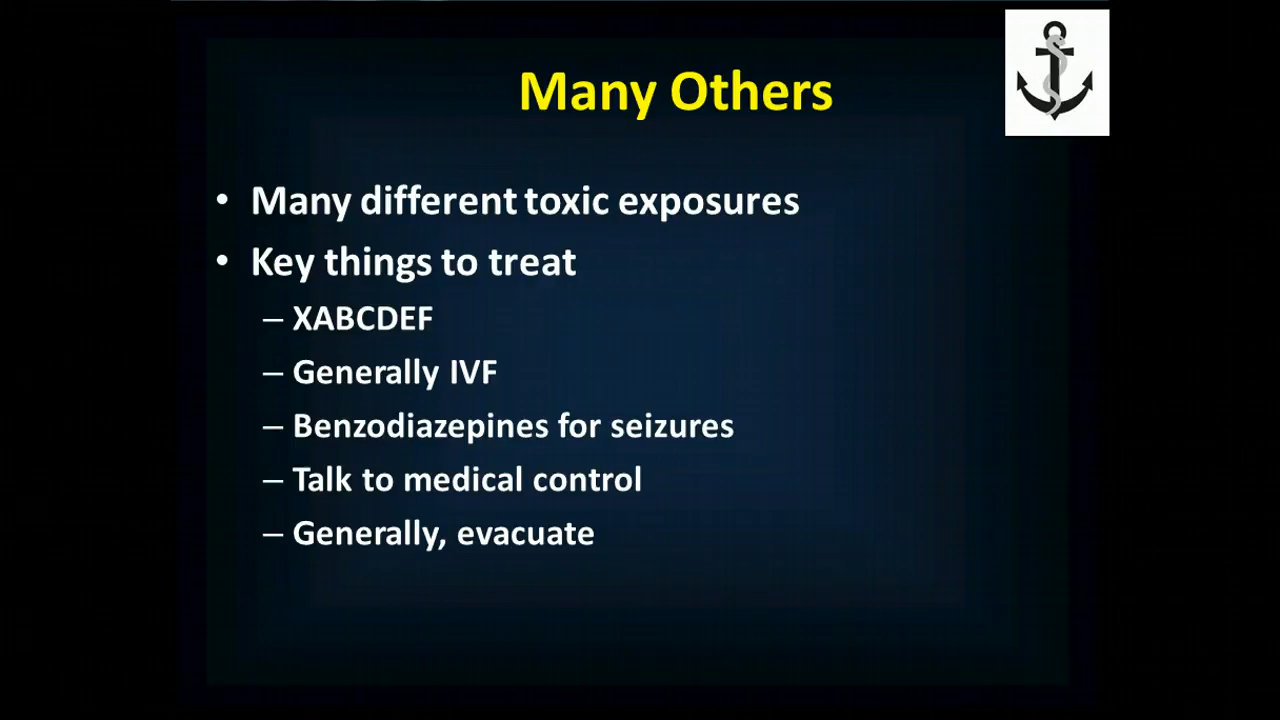 Many Others
• Many different toxic exposures
• Key things to treat
– XABCDEF
– Generally IVF
– Benzodiazepines for seizures
– Talk to medical control
– Generally, evacuate